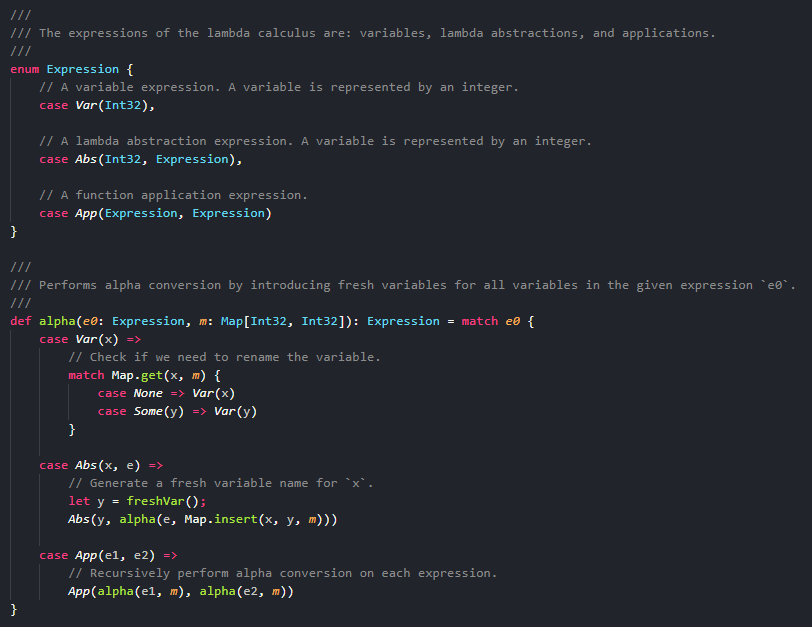 ///
/// The expressions of the lambda calculus are: variables, lambda abstractions, and applications.
///
enum Expression {
    // A variable expression. A variable is represented by an integer.
    case Var(Int32),

    // A lambda abstraction expression. A variable is represented by an integer.
    case Abs(Int32, Expression),

    // A function application expression.
    case App(Expression, Expression)
}

///
/// Performs alpha conversion by introducing fresh variables for all variables in the given expression `e0`.
///
def alpha(e0: Expression, m: Map[Int32, Int32]): Expression = match e0 {
    case Var(x) =>
        // Check if we need to rename the variable.
        match Map.get(x, m) {
            case None => Var(x)
            case Some(y) => Var(y)
        }

    case Abs(x, e) =>
        // Generate a fresh variable name for `x`.
        let y = freshVar();
        Abs(y, alpha(e, Map.insert(x, y, m)))

    case App(e1, e2) =>
        // Recursively perform alpha conversion on each expression.
        App(alpha(e1, m), alpha(e2, m))
}